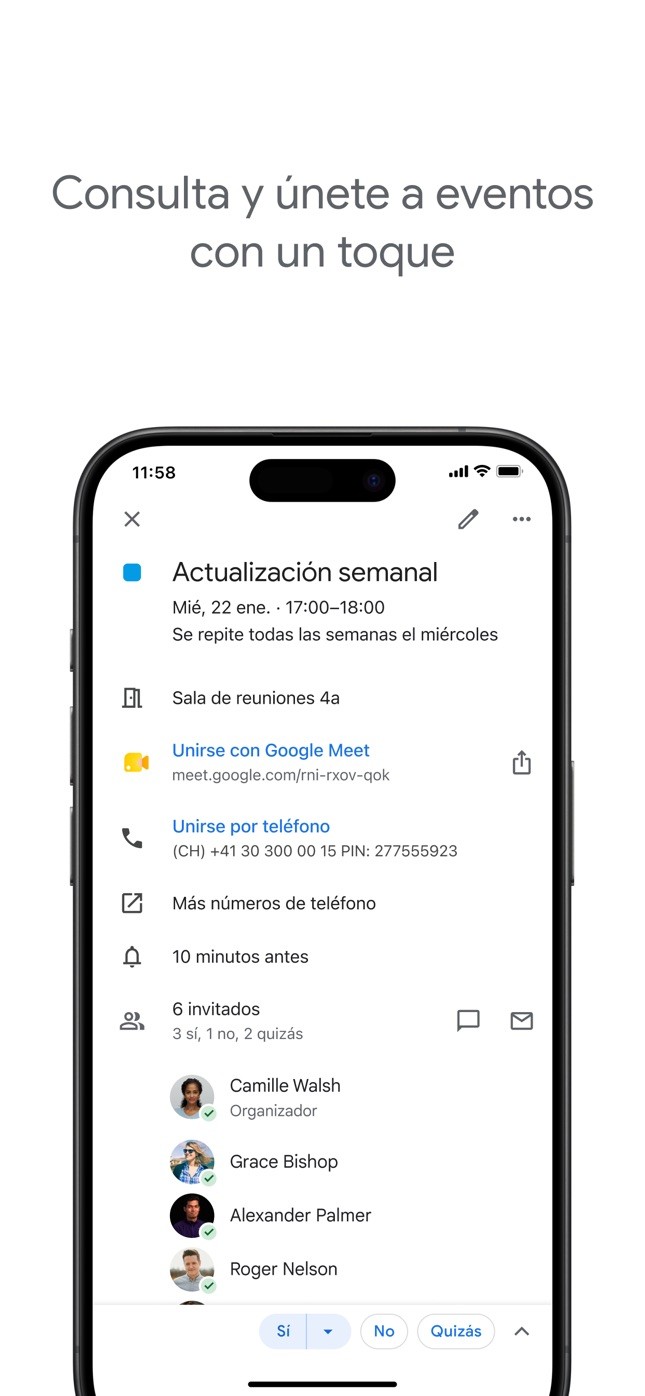 Consulta y únete a eventos
con un toque
11:58
Actualización semanal
Mié, 22 ene. · 17:00–18:00
Se repite todas las semanas el miércoles
Sala de reuniones 4a
Unirse con Google Meet
meet.google.com/rni-rxov-qok
Unirse por teléfono
(CH) +41 30 300 00 15 PIN: 277555923
Más números de teléfono
10 minutos antes
6 invitados
3 sí, 1 no, 2 quizás
Camille Walsh
Organizador
Grace Bishop
Alexander Palmer
Roger Nelson
Sí No Quizás